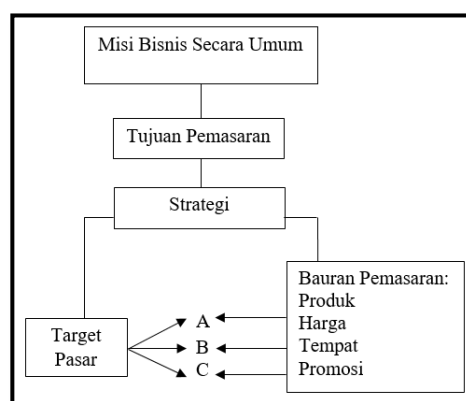 Misi Bisnis Secara Umum
Tujuan Pemasaran
Strategi
Bauran Pemasaran:
Produk
Harga
Tempat
Promosi
Target
Pasar
A
B
C